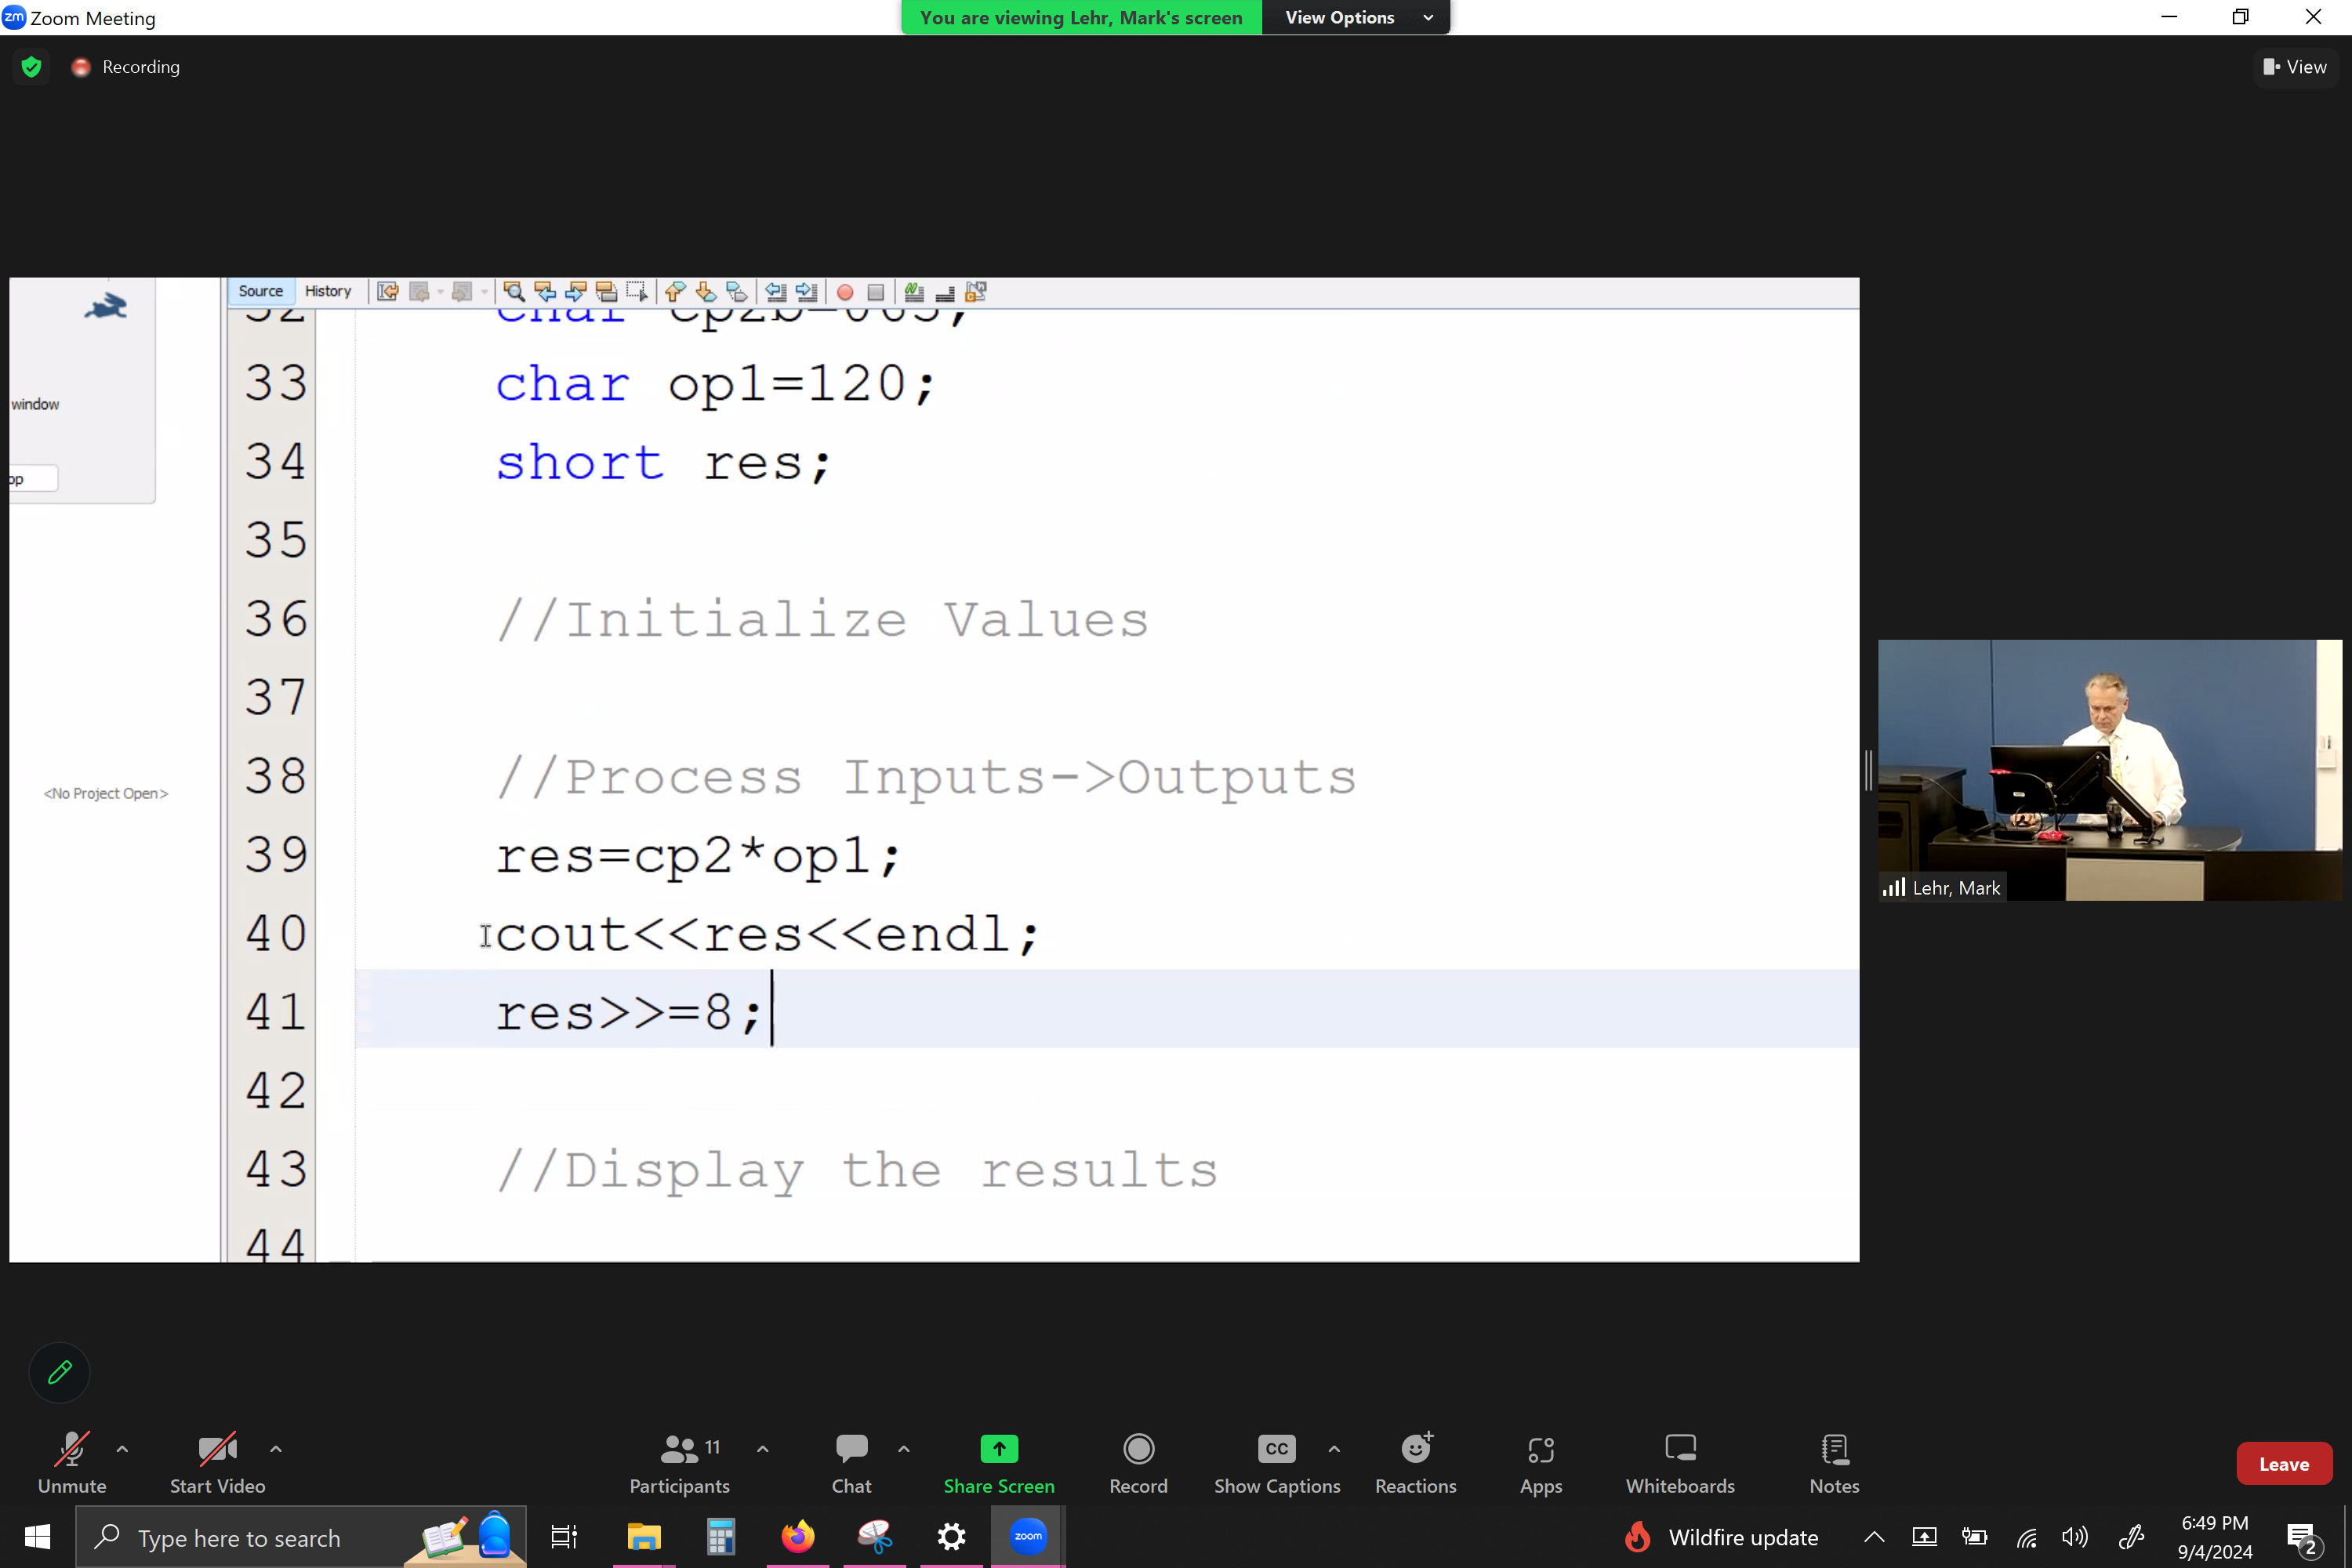 Zoom Meeting
You are viewing Lehr, Mark's screen View Options
Recording
View
Source History
32 char cp2b=065;
33 char op1=120;
window
34 short res;
op
35
36 //Initialize Values
37
38 //Process Inputs->Outputs
<No Project Open>
39 res=cp2*op1;
Lehr, Mark
40 cout<<res<<endl;
41 res>>=8;
42
43 //Display the results
44
11
CC
Unmute Start Video Participants Chat Share Screen Record Show Captions Reactions Apps Whiteboards Notes
Leave
Type here to search
zoom
Wildfire update
6:49 PM
9/4/2024
2